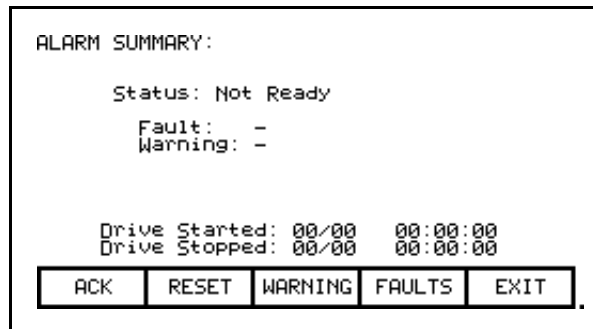 ALARM SUMMARY:
Status: Not Ready
Fault: -
Warning: -
Drive Started: 00/00 00:00:00
Drive Stopped: 00/00 00:00:00
ACK RESET WARNING FAULTS EXIT
.